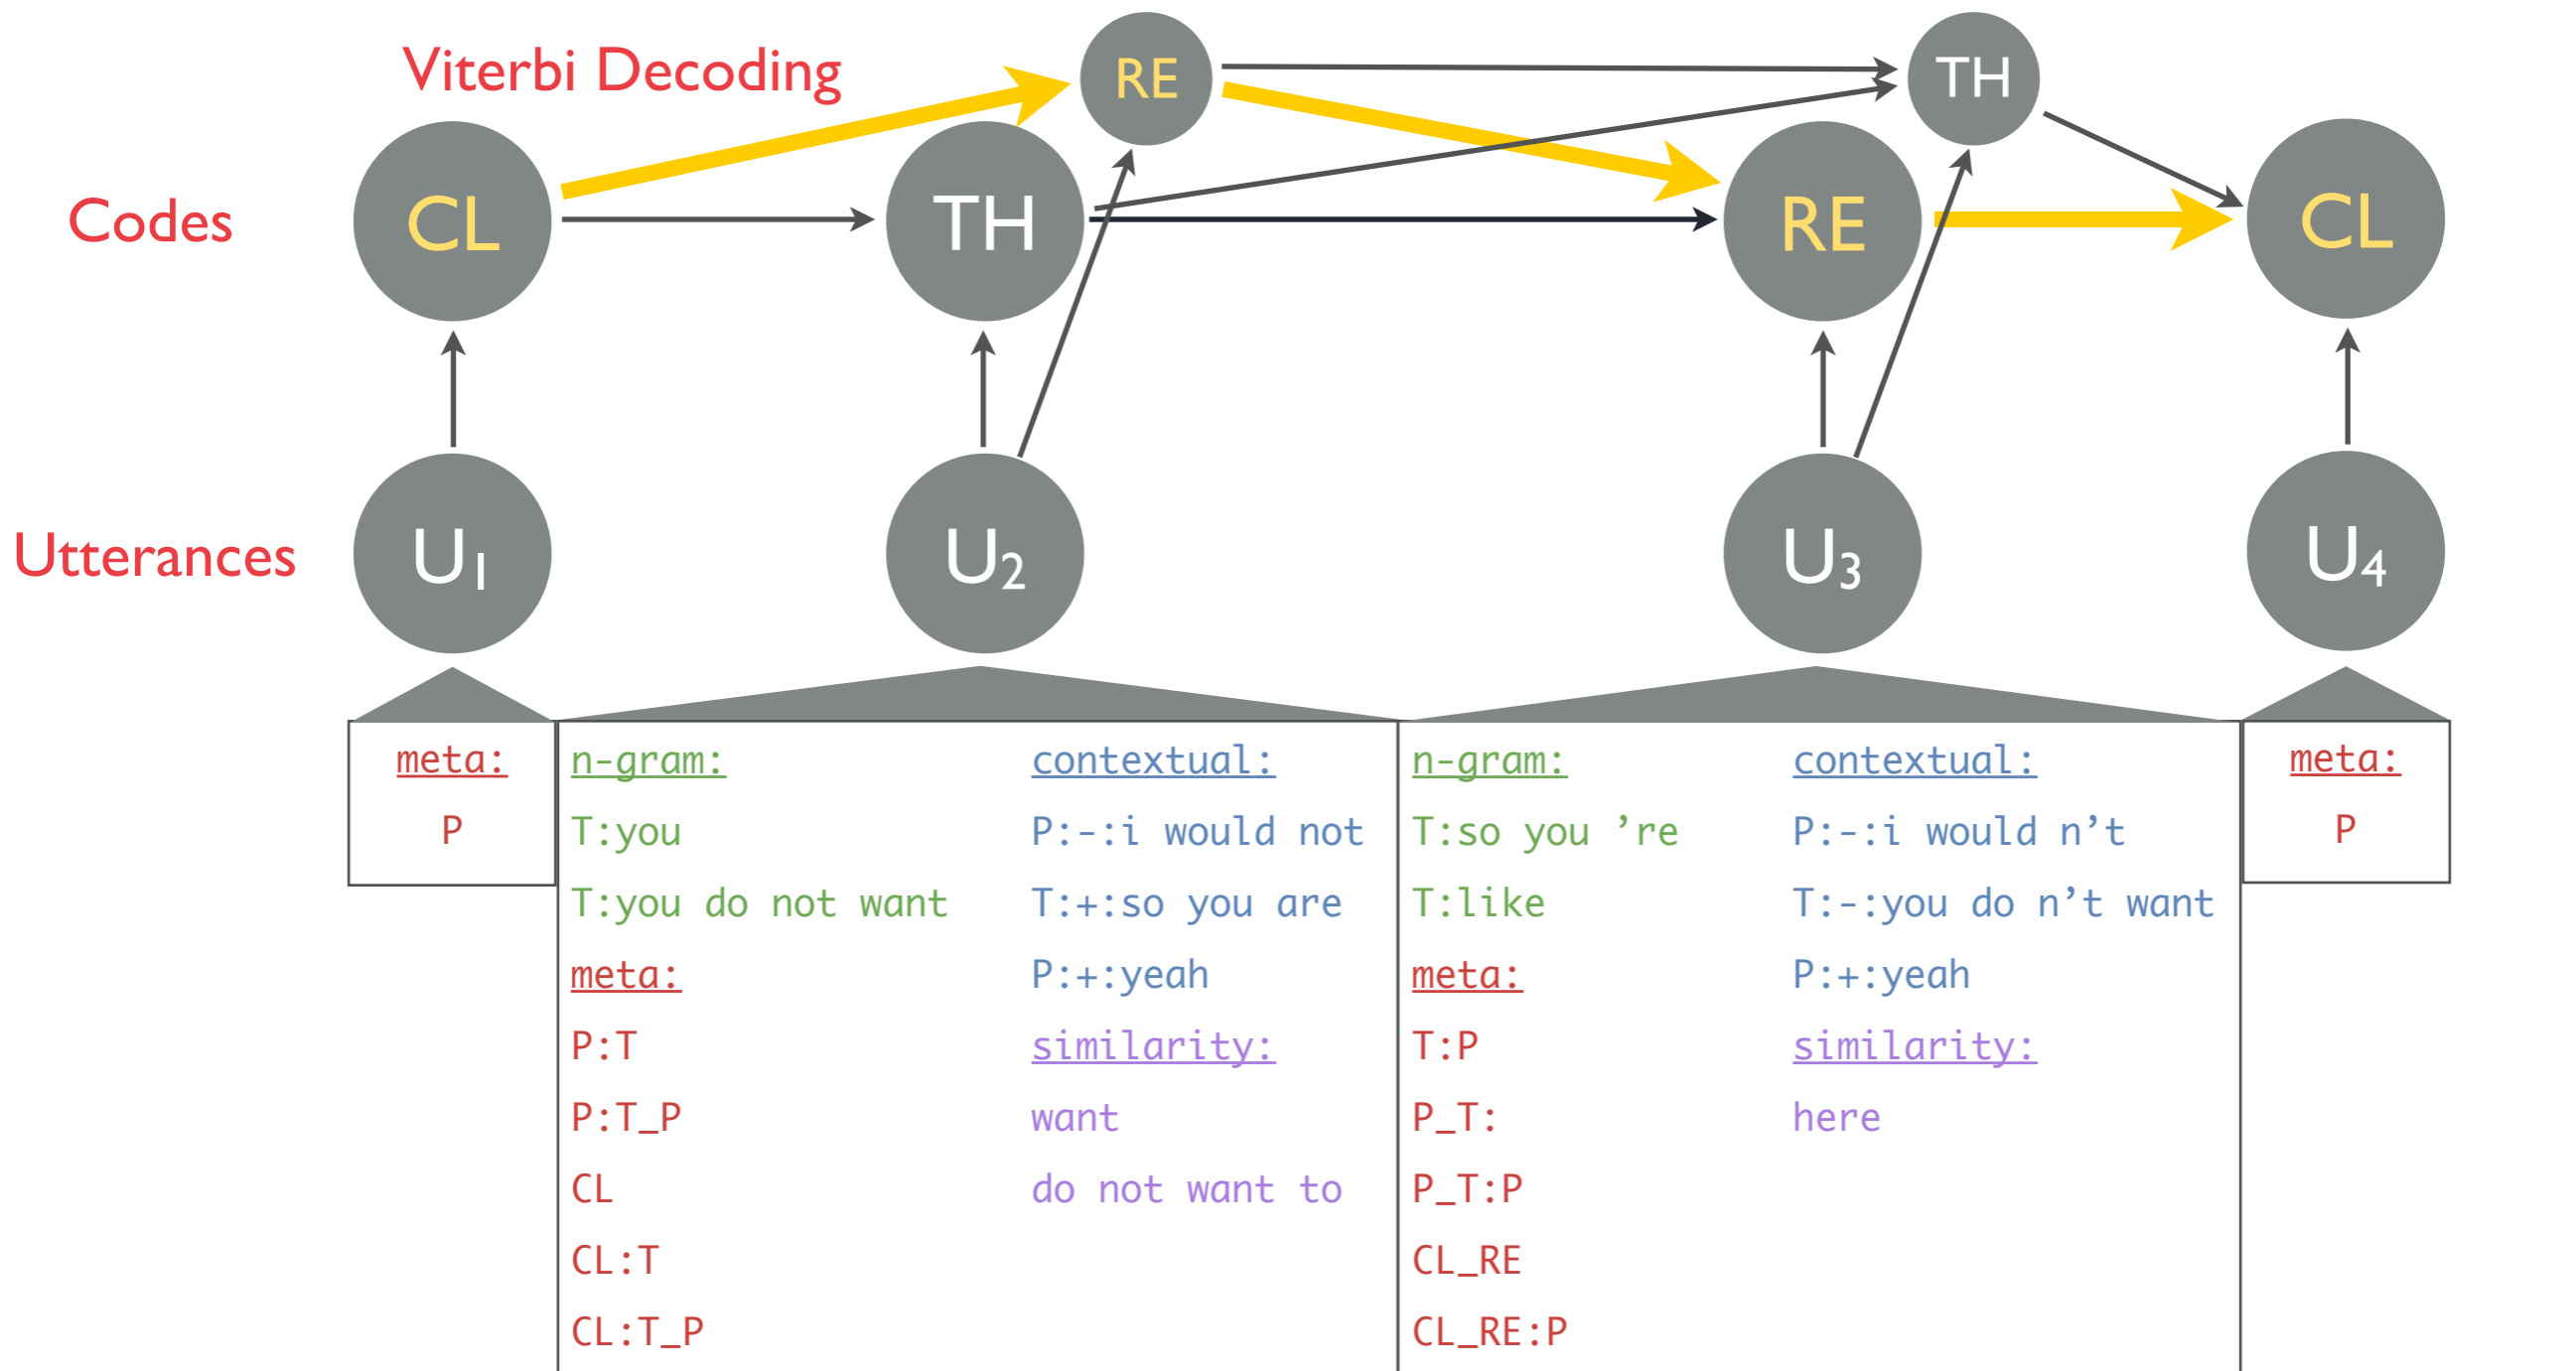 Viterbi Decoding
RE
TH
Codes
CL
TH
RE
CL
Utterances
U1
U2
U3
U4
meta:
P
n-gram:
T:you
T:you do not want
meta:
P:T
P:T_P
CL
CL:T
CL:T_P
contextual:
P:-:i would not
T:+:so you are
P:+:yeah
similarity:
want
do not want to
n-gram:
T:so you ’re
T:like
meta:
T:P
P_T:
P_T:P
CL_RE
CL_RE:P
contextual:
P:-:i would n’t
T:-:you do n’t want
P:+:yeah
similarity:
here
meta:
P